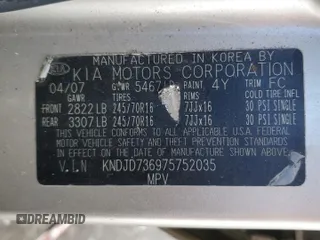 MANUFACTURED IN KOREA BY
KIA KIA MOTORS CORPORATION
04/07 GVWR 5467LB PAINT 4Y TRIM FC
GAWR TIRES RIMS COLD TIRE INFL
FRONT 2822 LB 245/70R16 7JJx16 30 PSI SINGLE
REAR 3307 LB 245/70R16 7JJx16 30 PSI SINGLE
THIS VEHICLE CONFORMS TO ALL APPLICABLE
U.S. FEDERAL MOTOR VEHICLE SAFETY
STANDARDS IN EFFECT ON THE DATE OF
MANUFACTURE SHOWN ABOVE
V.I.N KNDJD736975752035
MPV
DREAMBID